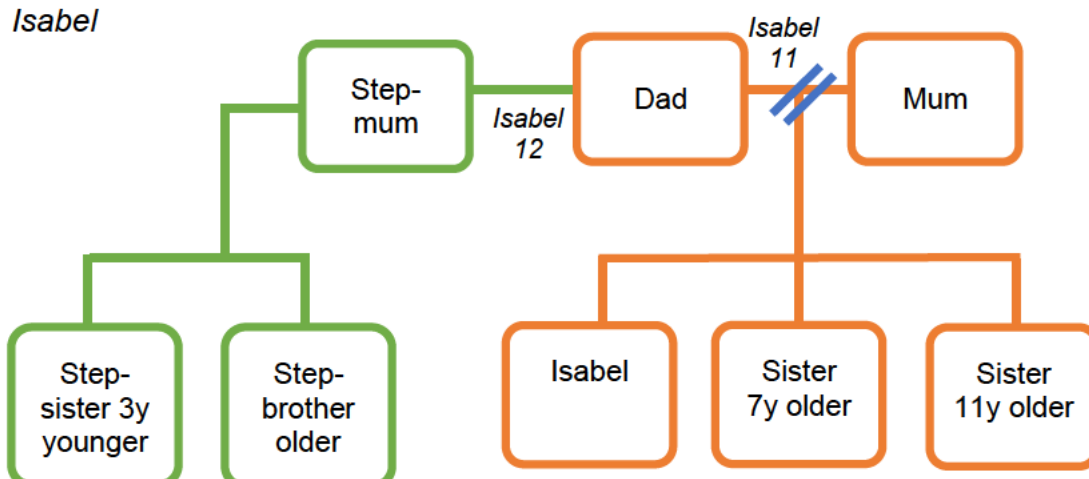 Isabel
Step-
mum
Isabel
12
Dad
Isabel
11
Mum
Step-
sister 3y
younger
Step-
brother
older
Isabel
Sister
7y older
Sister
11y older